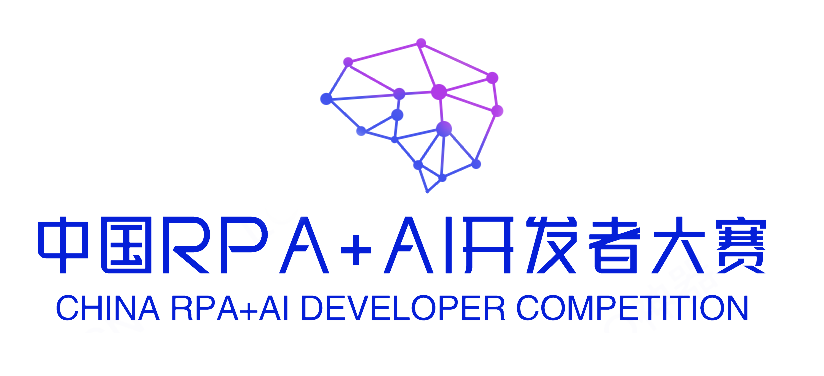 中国RPA+AI开发者大赛
CHINA RPA+AI DEVELOPER COMPETITION